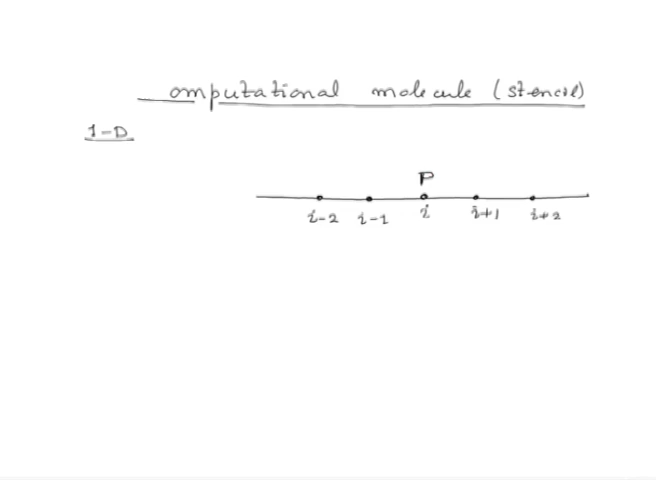 omputational molecule (stencil)
1-D
P
i-2 i-1 i i+1 i+2